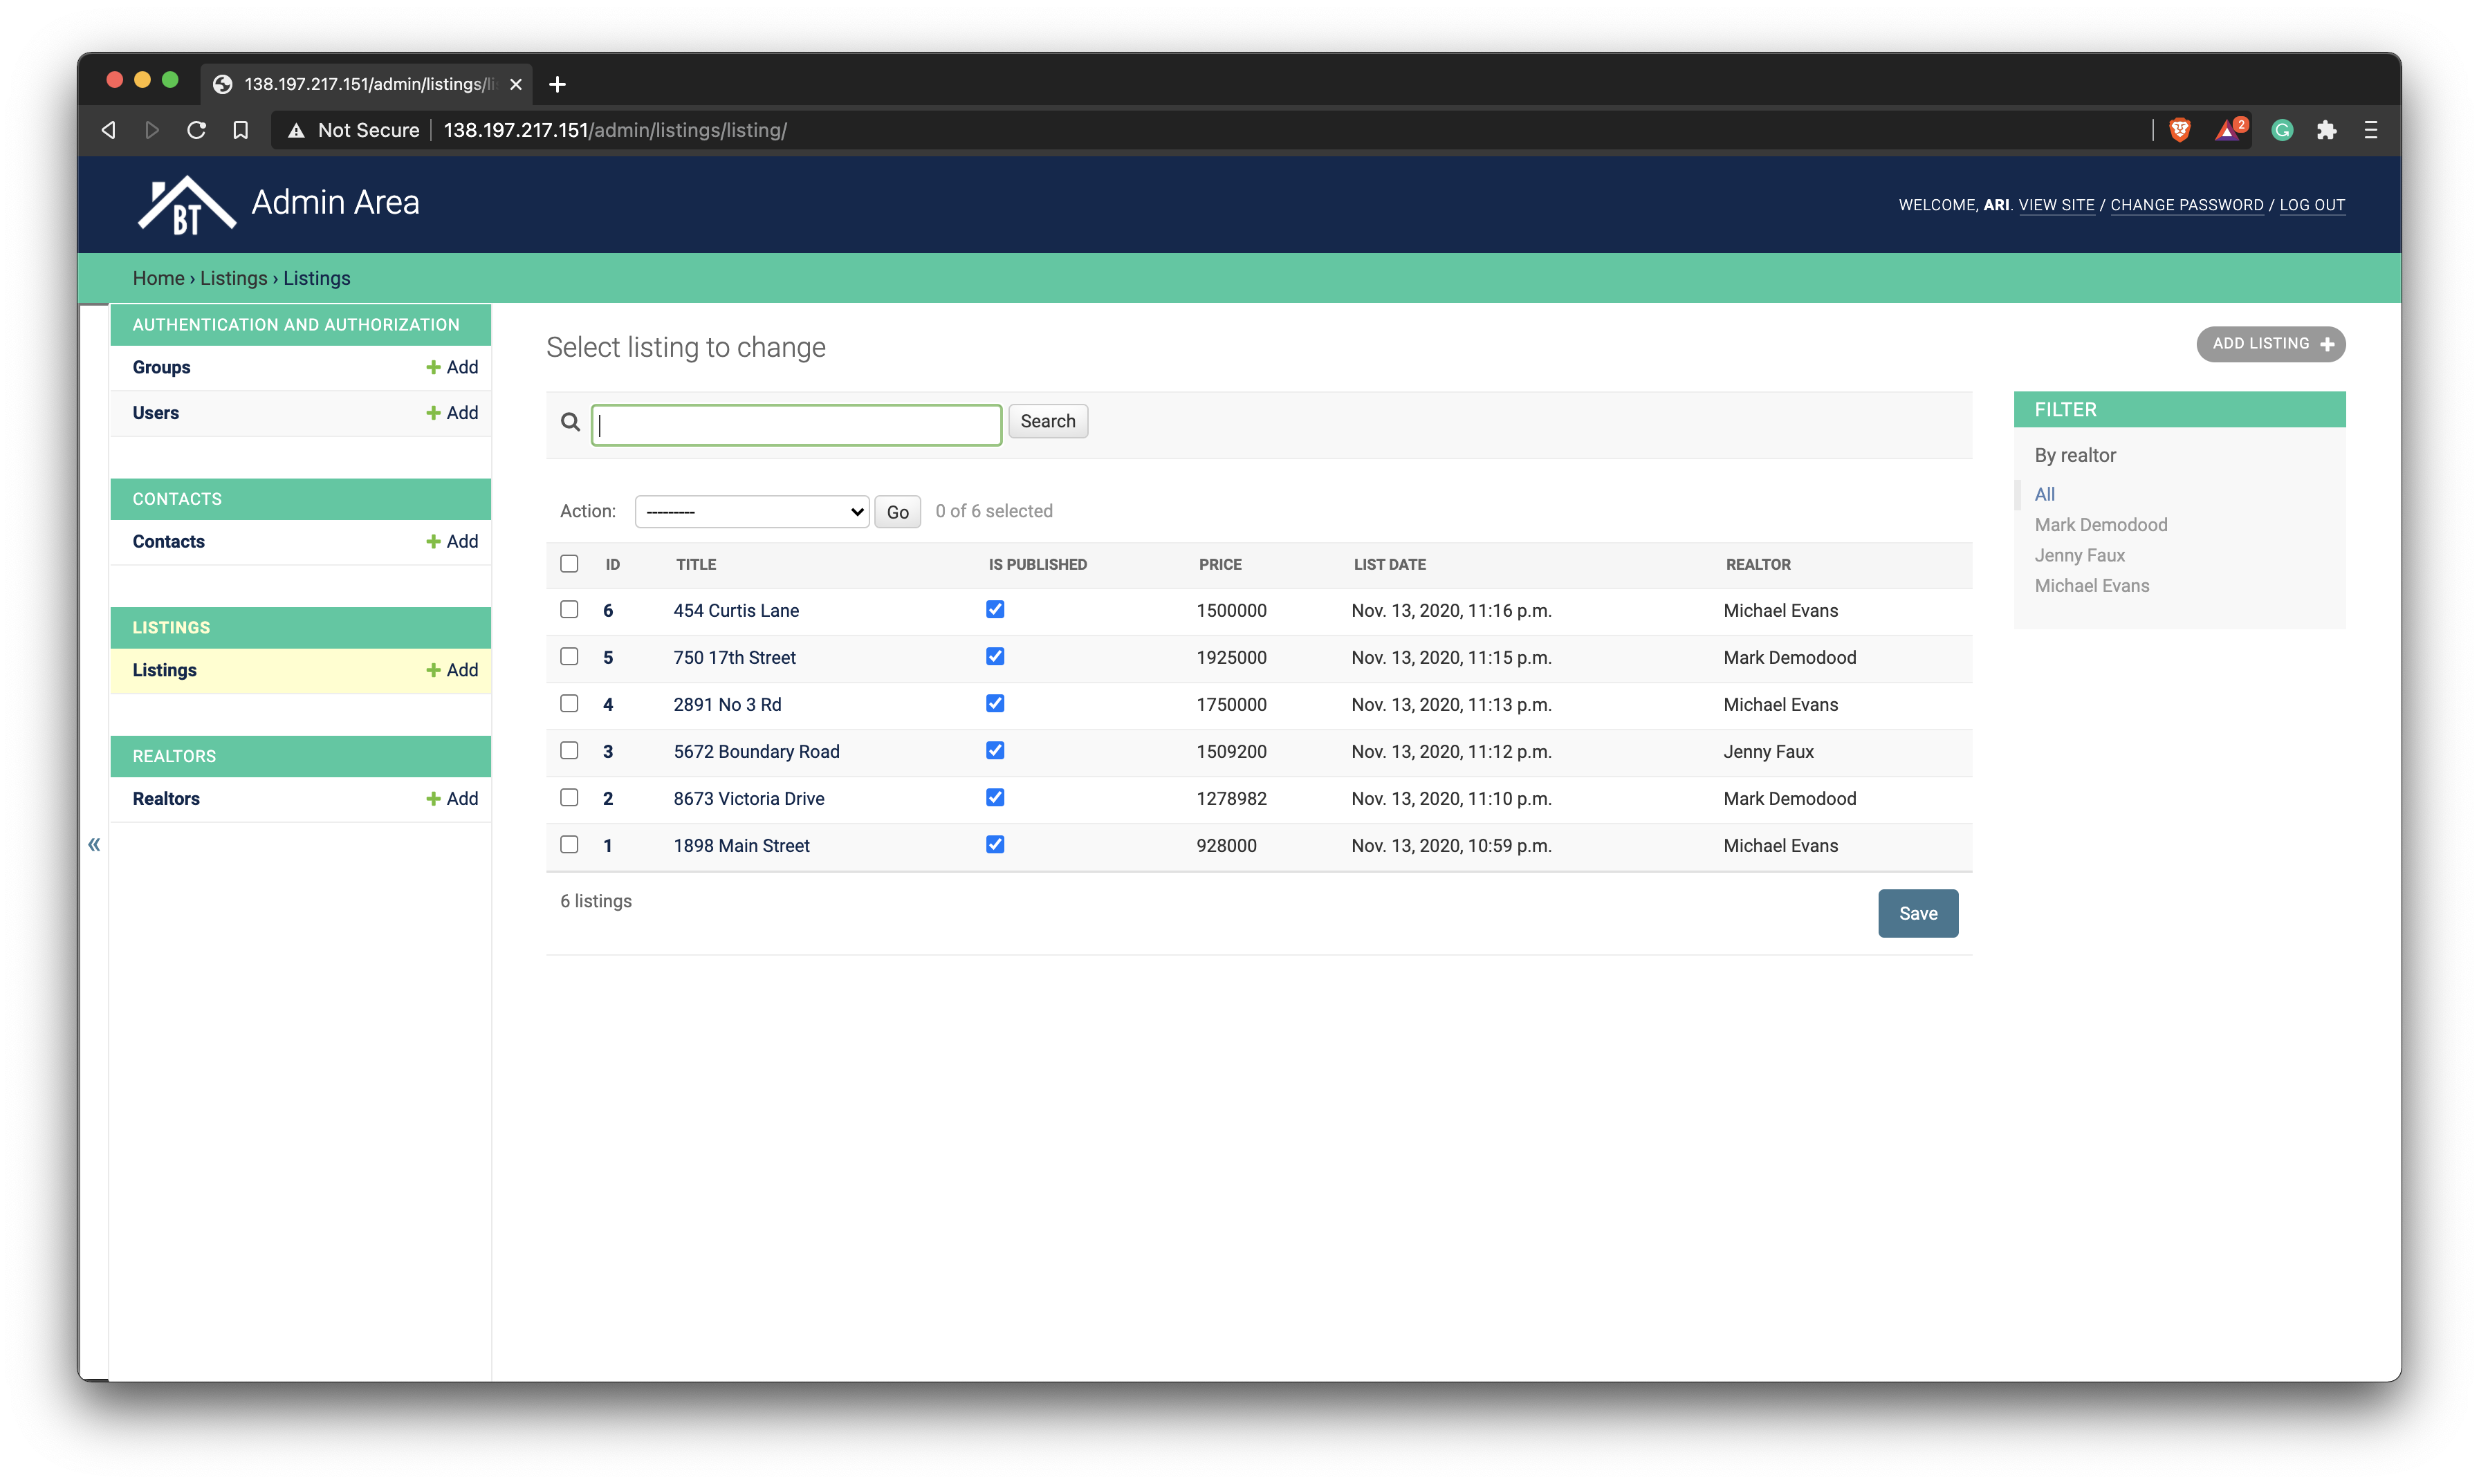 138.197.217.151/admin/listings/li
Not Secure 138.197.217.151/admin/listings/listing/ 2
BT Admin Area
WELCOME, ARI. VIEW SITE / CHANGE PASSWORD / LOG OUT
Home › Listings › Listings
AUTHENTICATION AND AUTHORIZATION
Groups Add
Users Add
CONTACTS
Contacts Add
LISTINGS
Listings Add
REALTORS
Realtors Add
«
Select listing to change
ADD LISTING
Search
Action: --------- Go 0 of 6 selected
ID TITLE IS PUBLISHED PRICE LIST DATE REALTOR
6 454 Curtis Lane 1500000 Nov. 13, 2020, 11:16 p.m. Michael Evans
5 750 17th Street 1925000 Nov. 13, 2020, 11:15 p.m. Mark Demodood
4 2891 No 3 Rd 1750000 Nov. 13, 2020, 11:13 p.m. Michael Evans
3 5672 Boundary Road 1509200 Nov. 13, 2020, 11:12 p.m. Jenny Faux
2 8673 Victoria Drive 1278982 Nov. 13, 2020, 11:10 p.m. Mark Demodood
1 1898 Main Street 928000 Nov. 13, 2020, 10:59 p.m. Michael Evans
6 listings
Save
FILTER
By realtor
All
Mark Demodood
Jenny Faux
Michael Evans